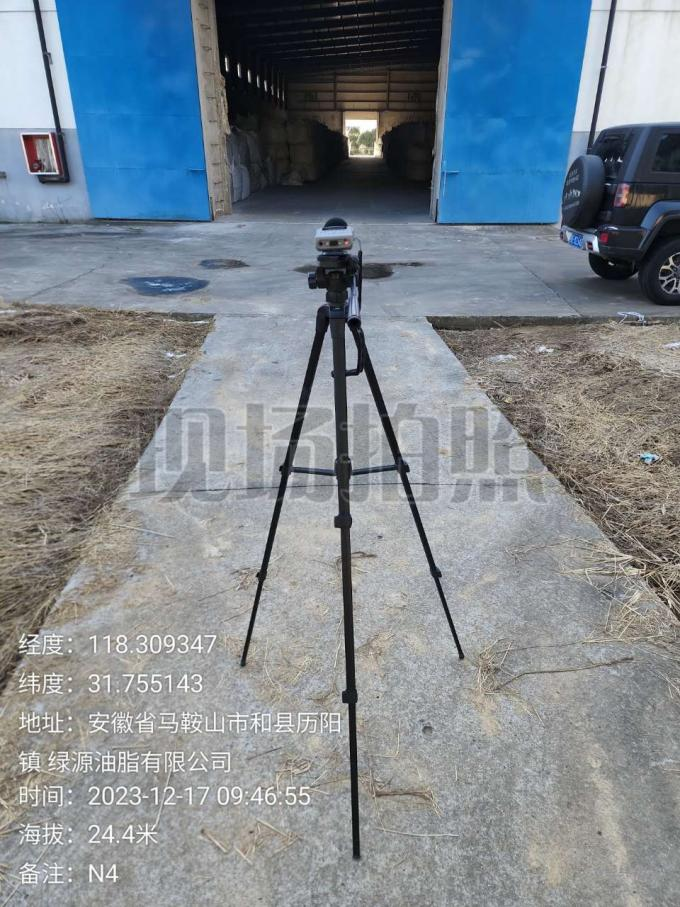 现场拍照
经度：118.309347
纬度：31.755143
地址：安徽省马鞍山市和县历阳
镇 绿源油脂有限公司
时间：2023-12-17 09:46:55
海拔：24.4米
备注：N4